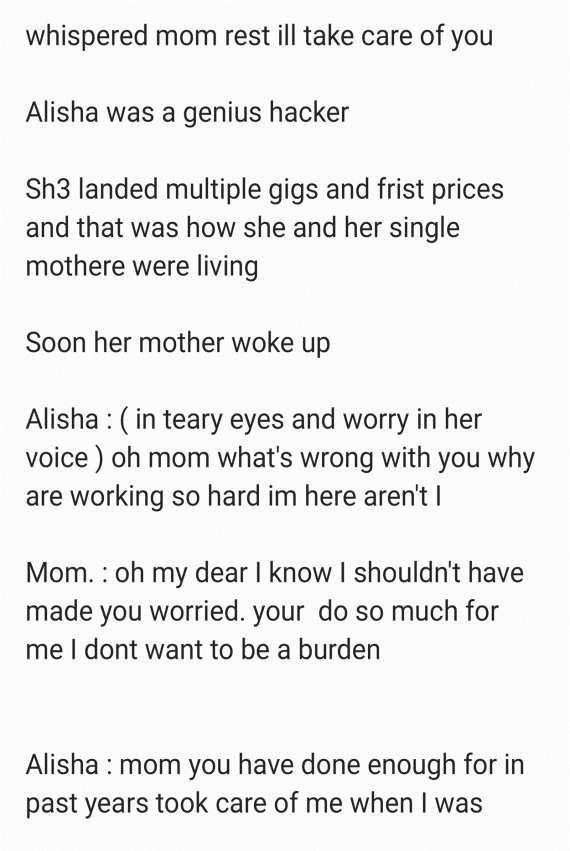 whispered mom rest ill take care of you
Alisha was a genius hacker
Sh3 landed multiple gigs and frist prices
and that was how she and her single
mothere were living
Soon her mother woke up
Alisha : ( in teary eyes and worry in her
voice ) oh mom what's wrong with you why
are working so hard im here aren't I
Mom. : oh my dear I know I shouldn't have
made you worried. your  do so much for
me I dont want to be a burden
Alisha : mom you have done enough for in
past years took care of me when I was